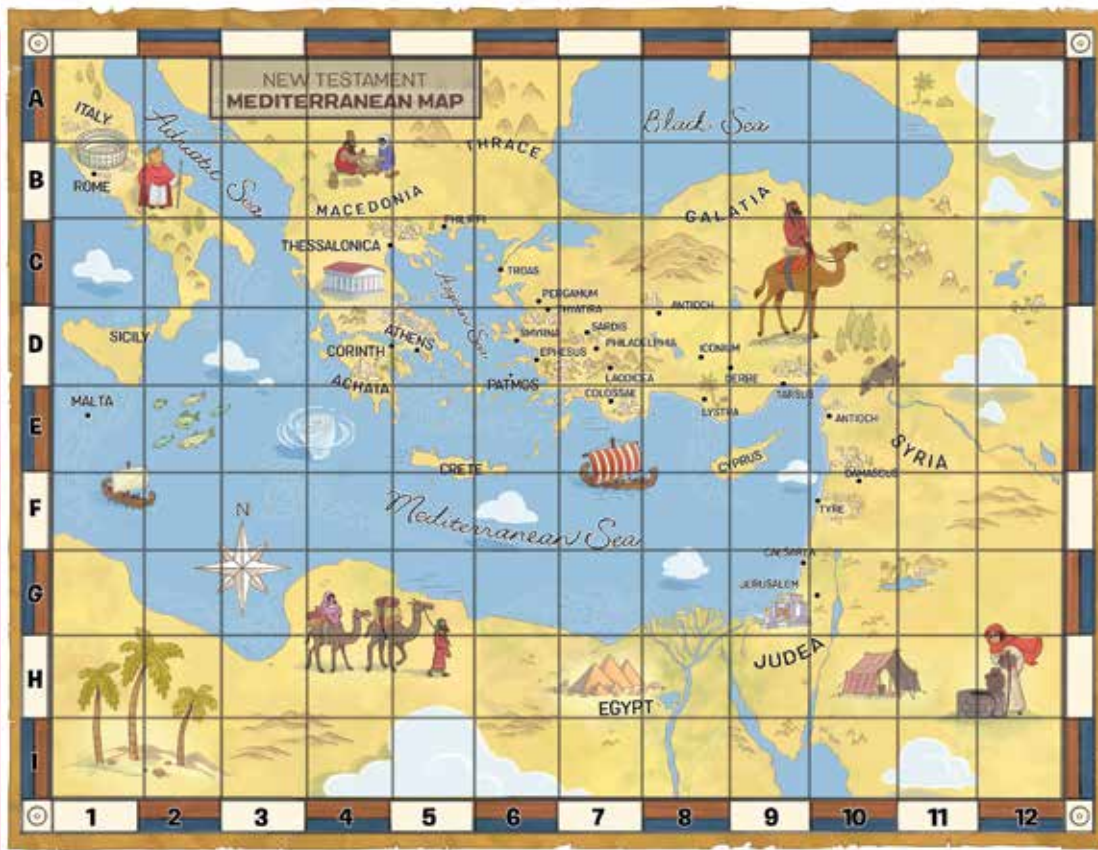 NEW TESTAMENT
MEDITERRANEAN MAP
A
ITALY
Adriatic Sea
Black Sea
THRACE
B
ROME
MACEDONIA
GALATIA
PHILIPPI
C
THESSALONICA
TROAS
Aegean Sea
PERGAMUM
THYATIRA
ANTIOCH
D
SICILY
ATHENS
SMYRNA
SARDIS
CORINTH
EPHESUS
PHILADELPHIA
ICONIUM
ACHAIA
PATMOS
LAODICEA
DERBE
COLOSSAE
TARSUS
E
MALTA
LYSTRA
ANTIOCH
SYRIA
CRETE
CYPRUS
DAMASCUS
F
N
Mediterranean Sea
TYRE
CAESAREA
G
JERUSALEM
H
JUDEA
EGYPT
I
1 2 3 4 5 6 7 8 9 10 11 12